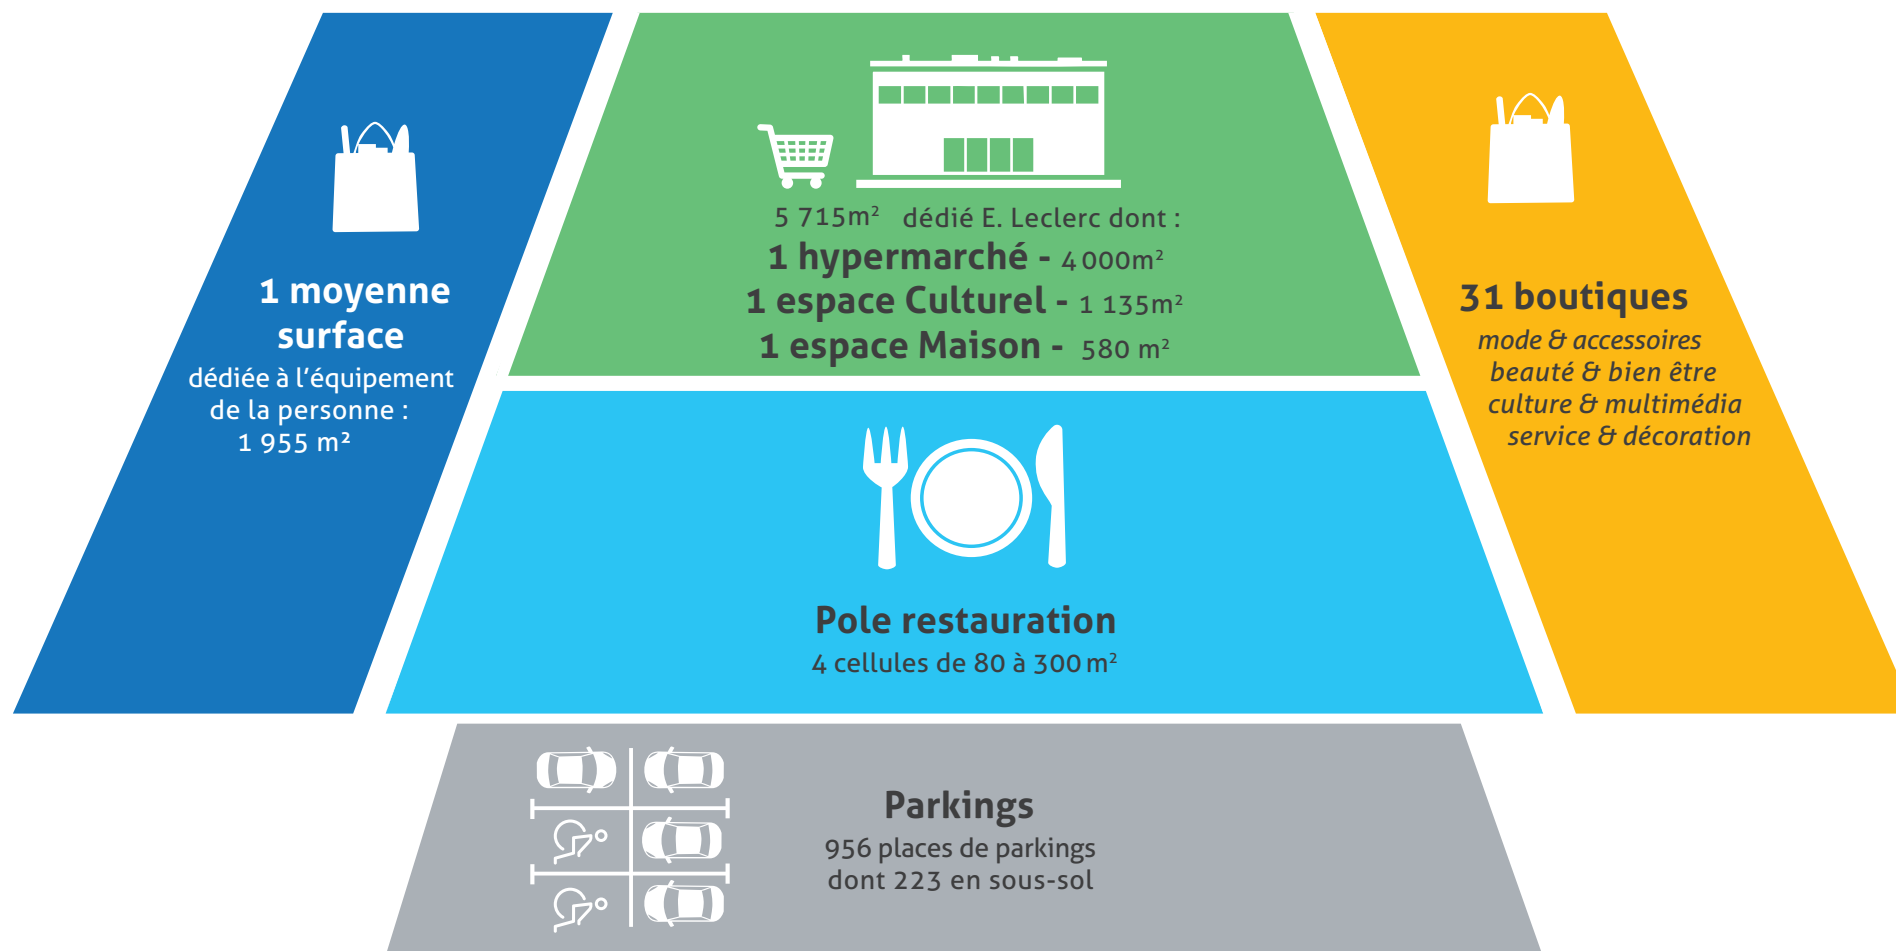 1 moyenne
surface
dédiée à l'équipement
de la personne :
1 955 m²
5 715m² dédié E. Leclerc dont :
1 hypermarché - 4 000m²
1 espace Culturel - 1 135m²
1 espace Maison - 580 m²
31 boutiques
mode & accessoires
beauté & bien être
culture & multimédia
service & décoration
Pole restauration
4 cellules de 80 à 300 m²
Parkings
956 places de parkings
dont 223 en sous-sol